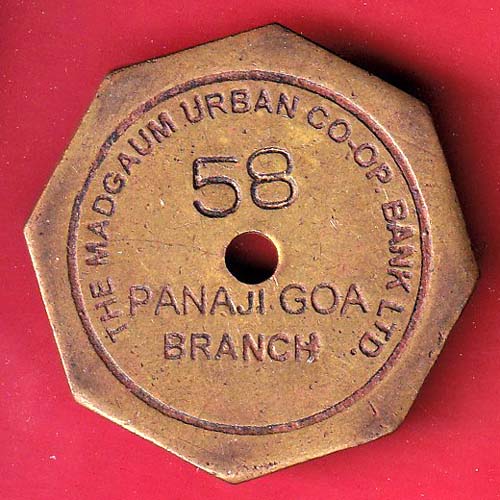 THE MADGAUM URBAN CO-OP. BANK LTD
58
PANAJI GOA
BRANCH